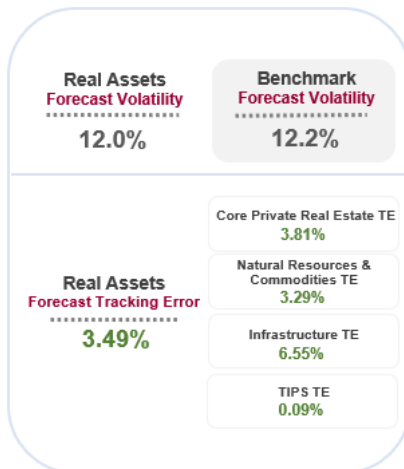 Real Assets
Forecast Volatility
12.0%
Benchmark
Forecast Volatility
12.2%
Real Assets
Forecast Tracking Error
3.49%
Core Private Real Estate TE
3.81%
Natural Resources &
Commodities TE
3.29%
Infrastructure TE
6.55%
TIPS TE
0.09%